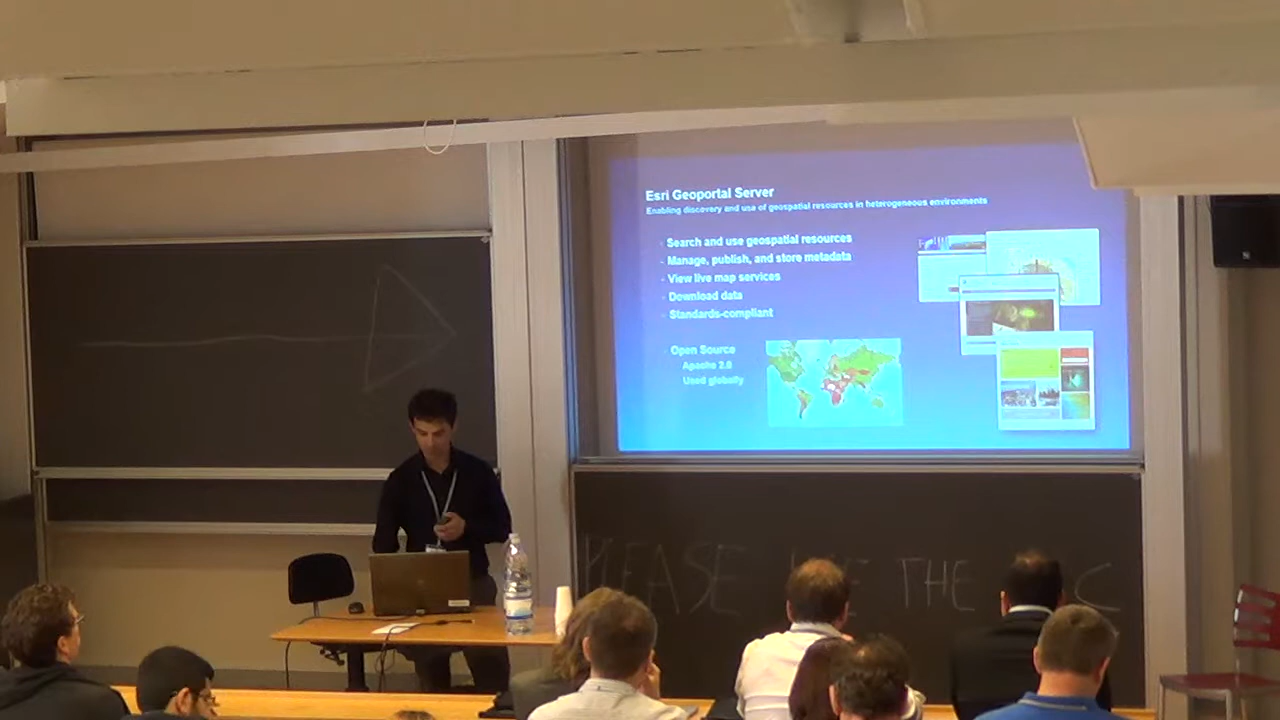 Esri Geoportal Server
Enabling discovery and use of geospatial resources in heterogeneous environments
- Search and use geospatial resources
- Manage, publish, and store metadata
- View live map services
- Download data
- Standards-compliant
Open Source
Apache 2.0
Used globally
PLEASE
THE